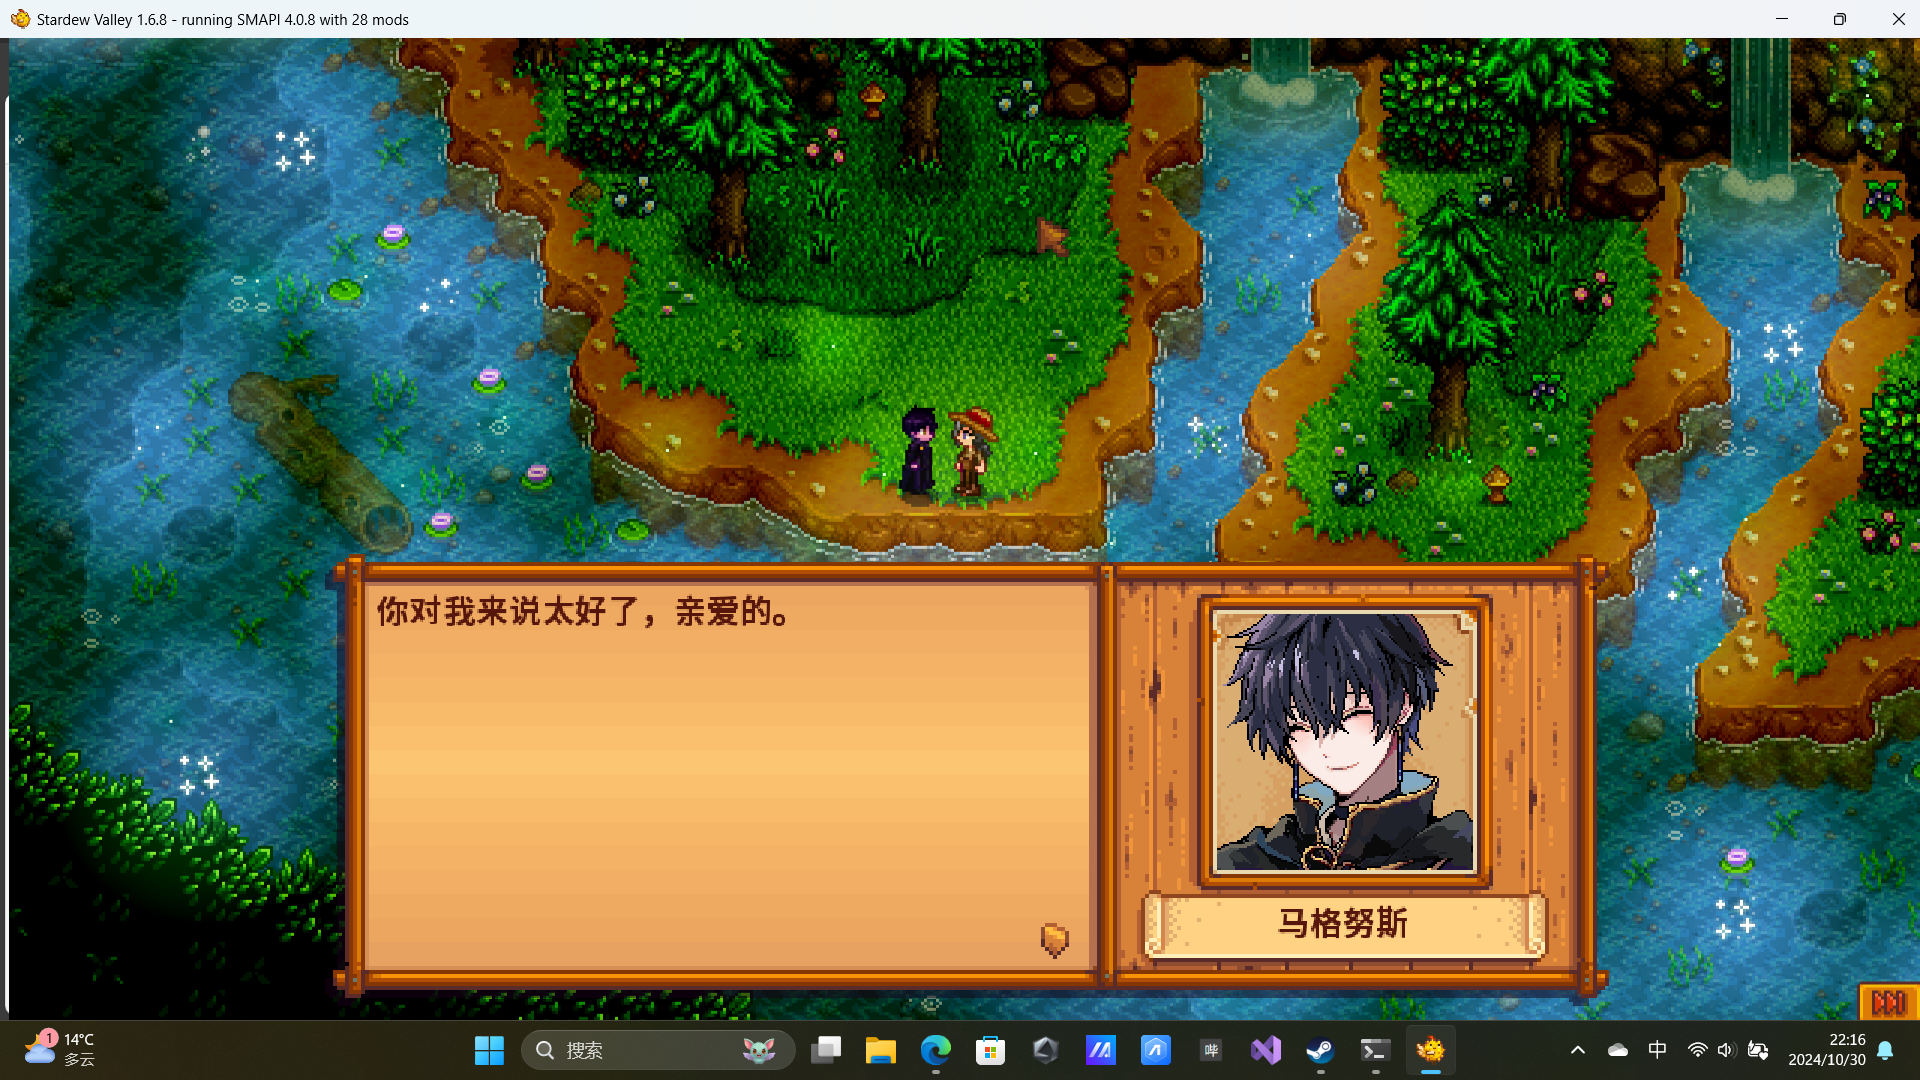 Stardew Valley 1.6.8 - running SMAPI 4.0.8 with 28 mods
你对我来说太好了，亲爱的。
马格努斯
1
14°C
多云
搜索
哔
中
22:16
2024/10/30